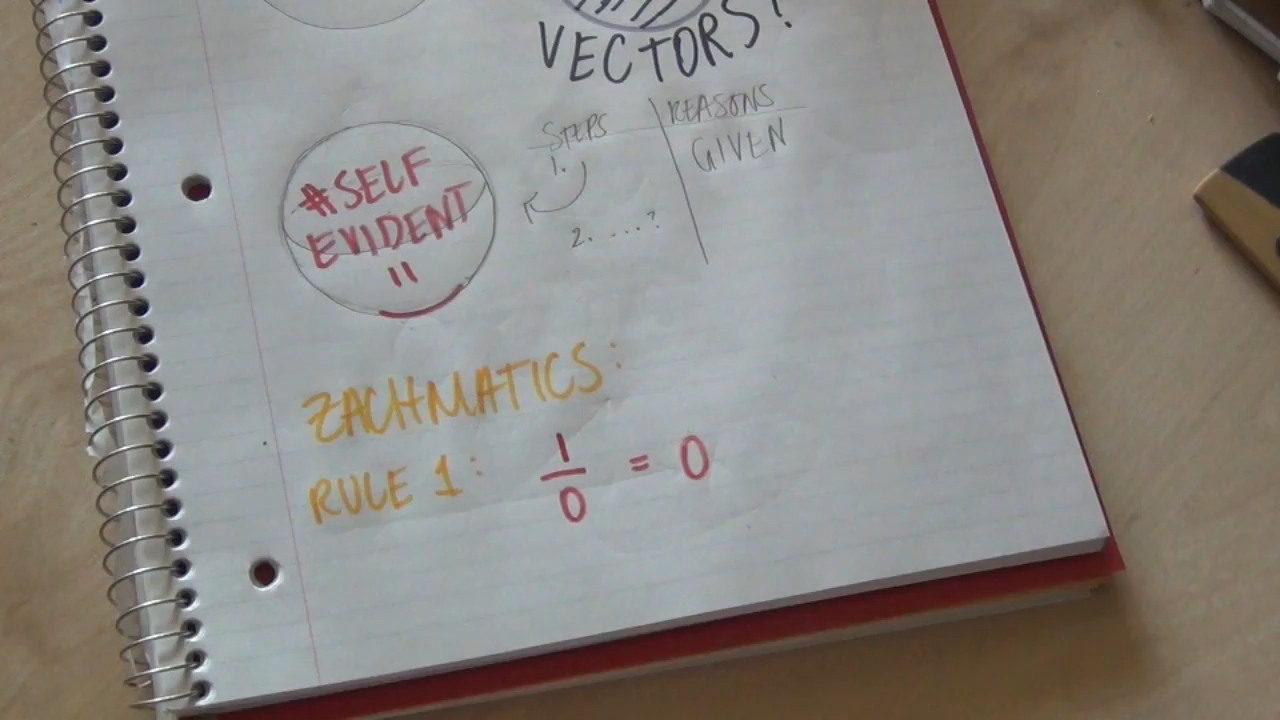 VECTORS?
STEPS
REASONS
1.
GIVEN
2. ....?
#SELF
EVIDENT
"
ZACHMATICS:
RULE 1: 1/0 = 0